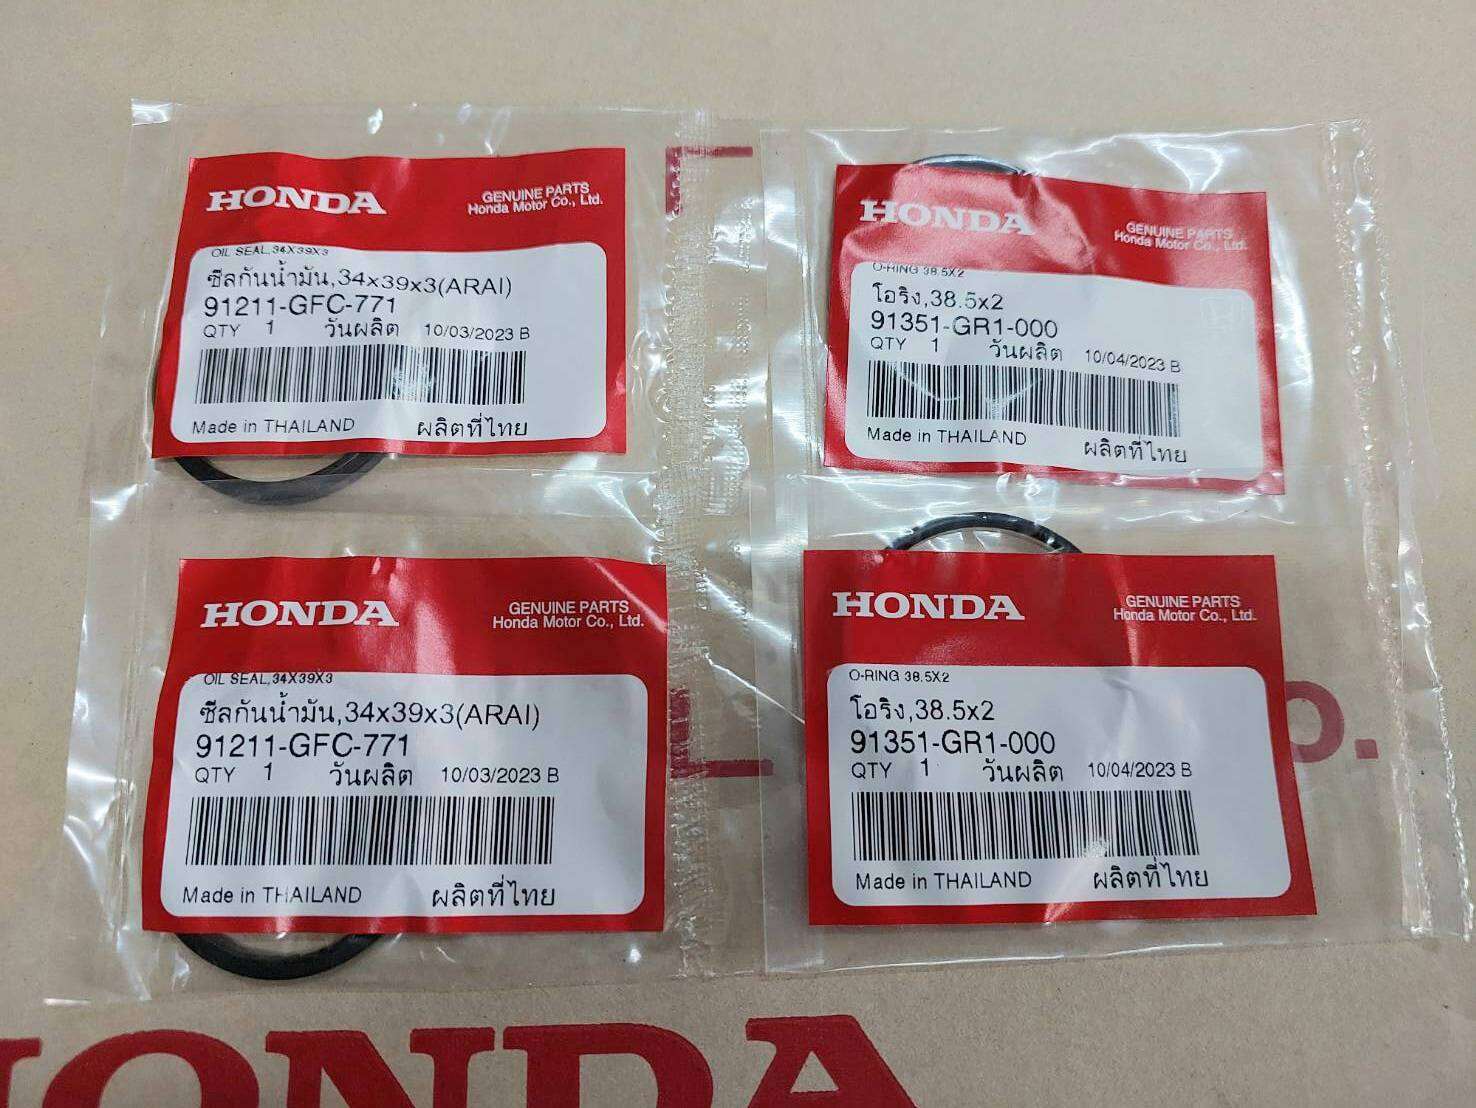 HONDA
GENUINE PARTS
Honda Motor Co., Ltd.
OIL SEAL,34X39X3
ซีลกันน้ำมัน,34x39x3(ARAI)
91211-GFC-771
QTY 1 วันผลิต 10/03/2023 B
Made in THAILAND ผลิตที่ไทย
HONDA
GENUINE PARTS
Honda Motor Co., Ltd.
O-RING 38.5X2
โอริง,38.5x2
91351-GR1-000
QTY 1 วันผลิต 10/04/2023 B
Made in THAILAND ผลิตที่ไทย
HONDA
GENUINE PARTS
Honda Motor Co., Ltd.
OIL SEAL,34X39X3
ซีลกันน้ำมัน,34x39x3(ARAI)
91211-GFC-771
QTY 1 วันผลิต 10/03/2023 B
Made in THAILAND ผลิตที่ไทย
HONDA
GENUINE PARTS
Honda Motor Co., Ltd.
O-RING 38.5X2
โอริง,38.5x2
91351-GR1-000
QTY 1 วันผลิต 10/04/2023 B
Made in THAILAND ผลิตที่ไทย
HONDA